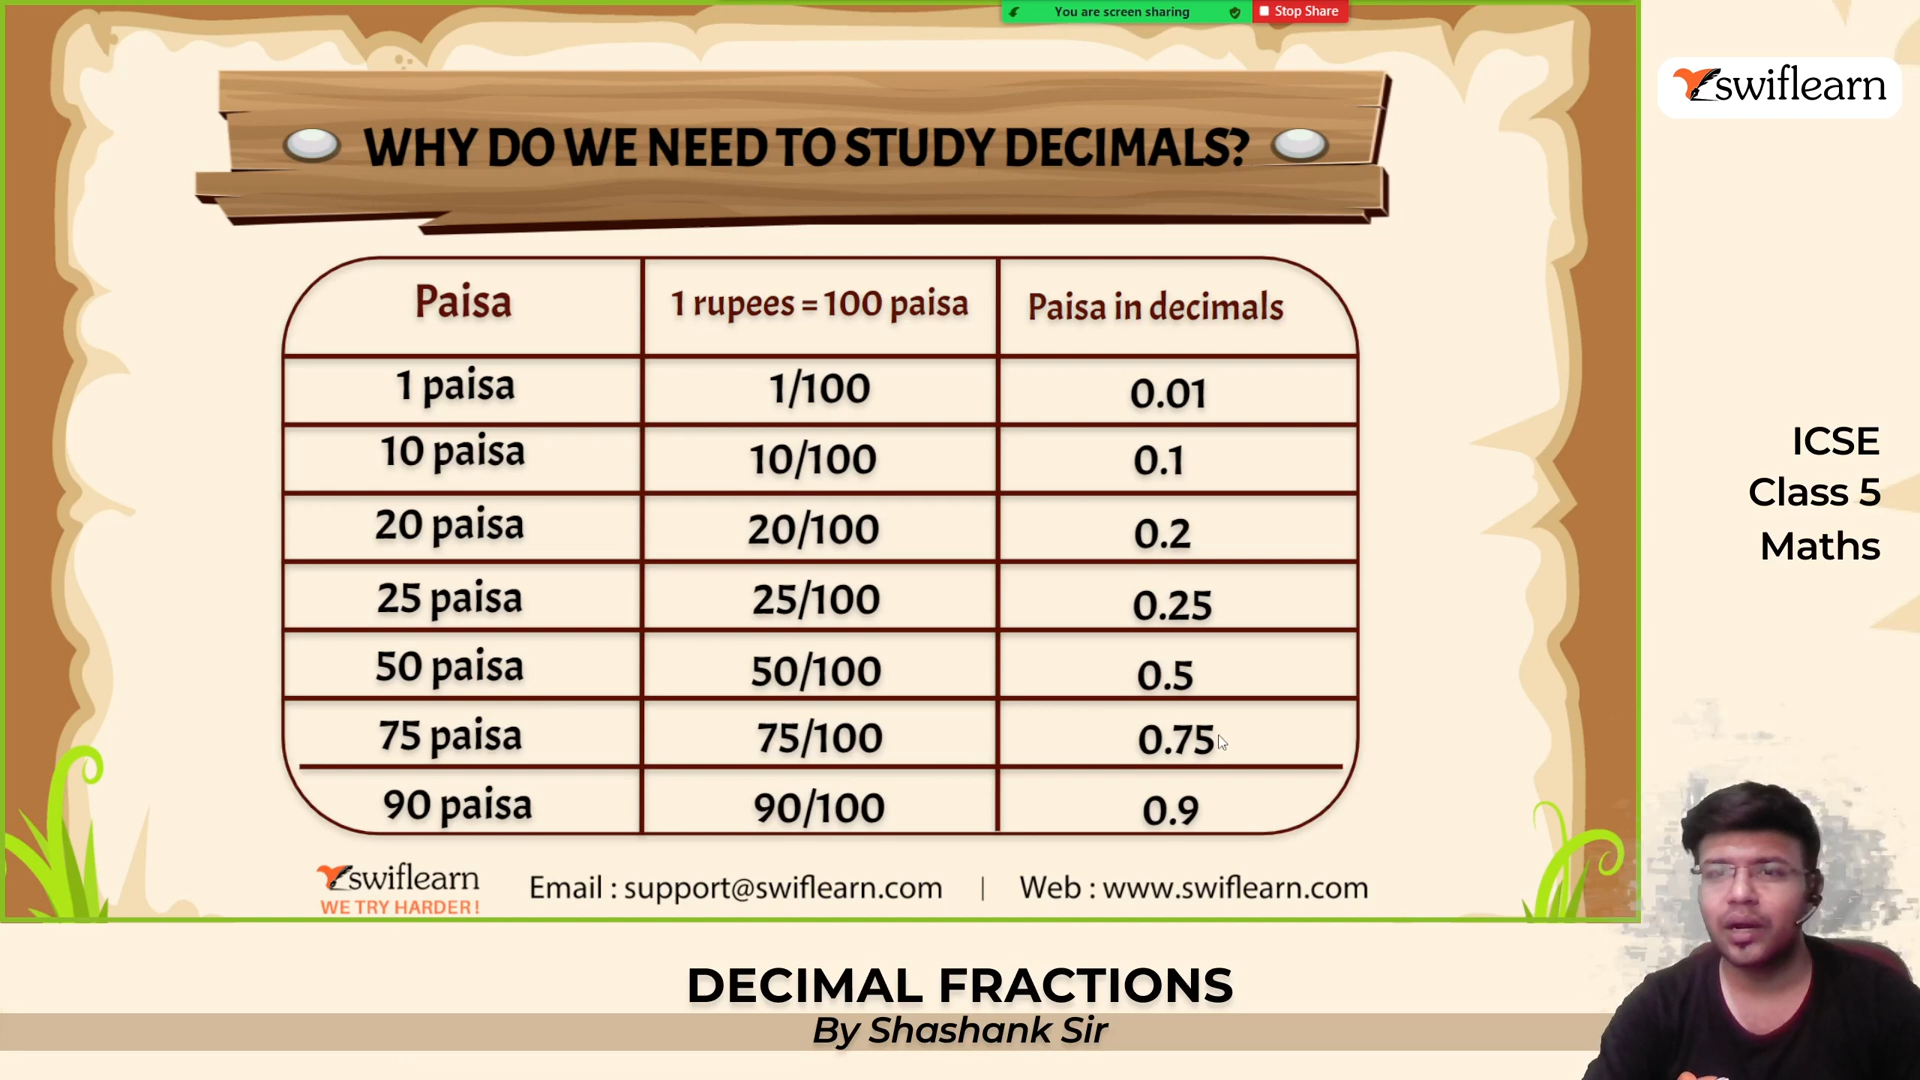 You are screen sharing Stop Share
swiflearn
WHY DO WE NEED TO STUDY DECIMALS?
Paisa 1 rupees = 100 paisa Paisa in decimals
1 paisa 1/100 0.01
10 paisa 10/100 0.1
20 paisa 20/100 0.2
25 paisa 25/100 0.25
50 paisa 50/100 0.5
75 paisa 75/100 0.75
90 paisa 90/100 0.9
ICSE
Class 5
Maths
swiflearn
WE TRY HARDER !
Email : support@swiflearn.com | Web : www.swiflearn.com
DECIMAL FRACTIONS
By Shashank Sir